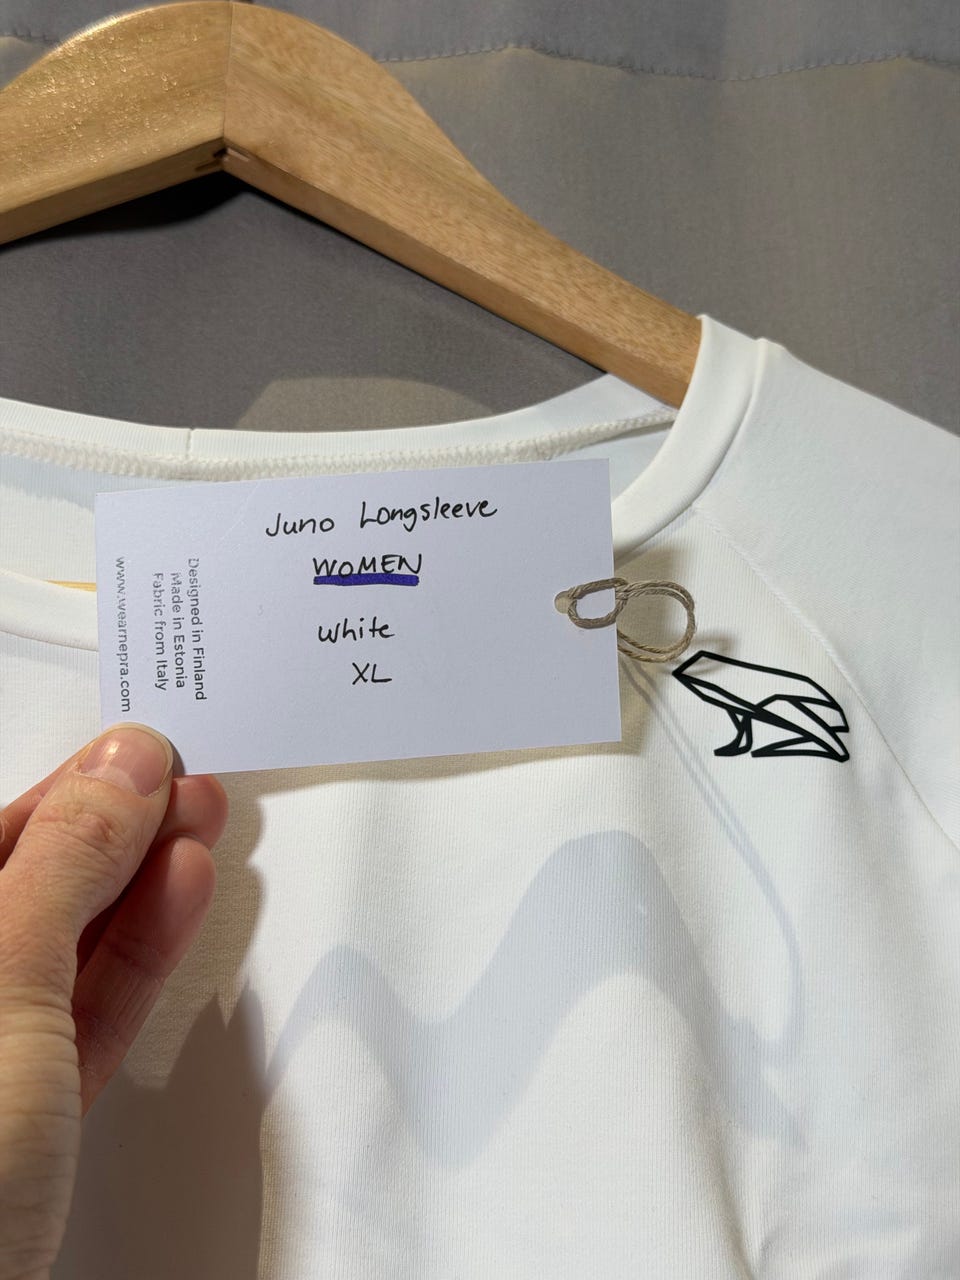 Juno Longsleeve
WOMEN
White
XL
Designed in Finland
Made in Estonia
Fabric from Italy
www.wearnepra.com